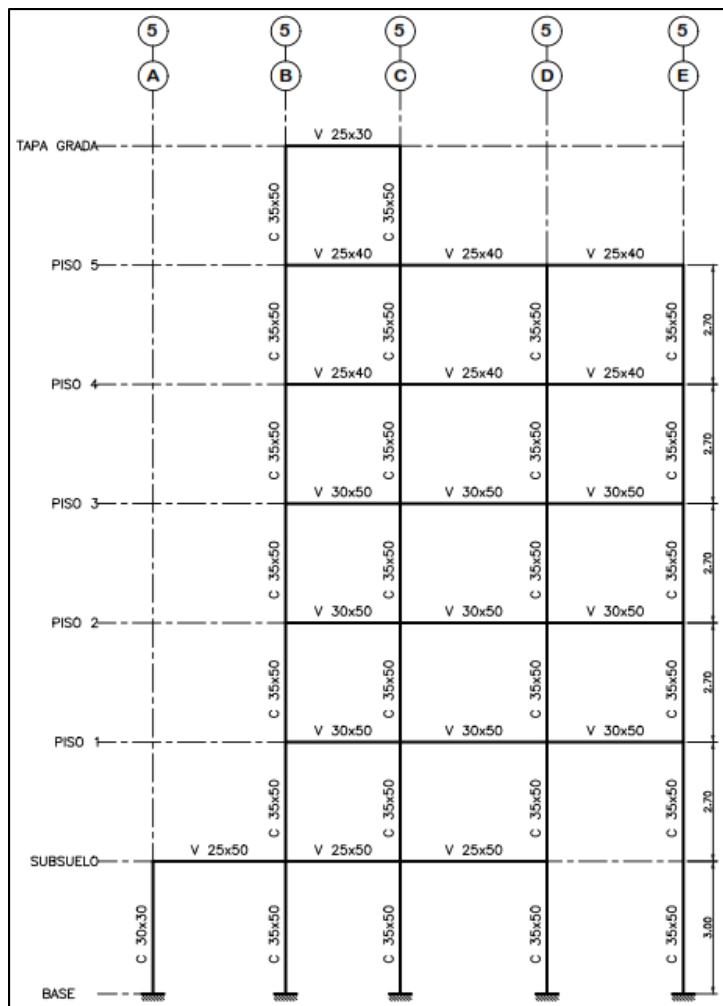 5 5 5 5 5
A B C D E
V 25x30
TAPA GRADA
C 35x50 C 35x50
V 25x40 V 25x40 V 25x40
PISO 5
C 35x50 C 35x50 C 35x50 C 35x50 2.70
V 25x40 V 25x40 V 25x40
PISO 4
C 35x50 C 35x50 C 35x50 C 35x50 2.70
V 30x50 V 30x50 V 30x50
PISO 3
C 35x50 C 35x50 C 35x50 C 35x50 2.70
V 30x50 V 30x50 V 30x50
PISO 2
C 35x50 C 35x50 C 35x50 C 35x50 2.70
V 30x50 V 30x50 V 30x50
PISO 1
C 35x50 C 35x50 C 35x50 C 35x50 2.70
V 25x50 V 25x50 V 25x50
SUBSUELO
C 30x30 C 35x50 C 35x50 C 35x50 C 35x50 3.00
BASE